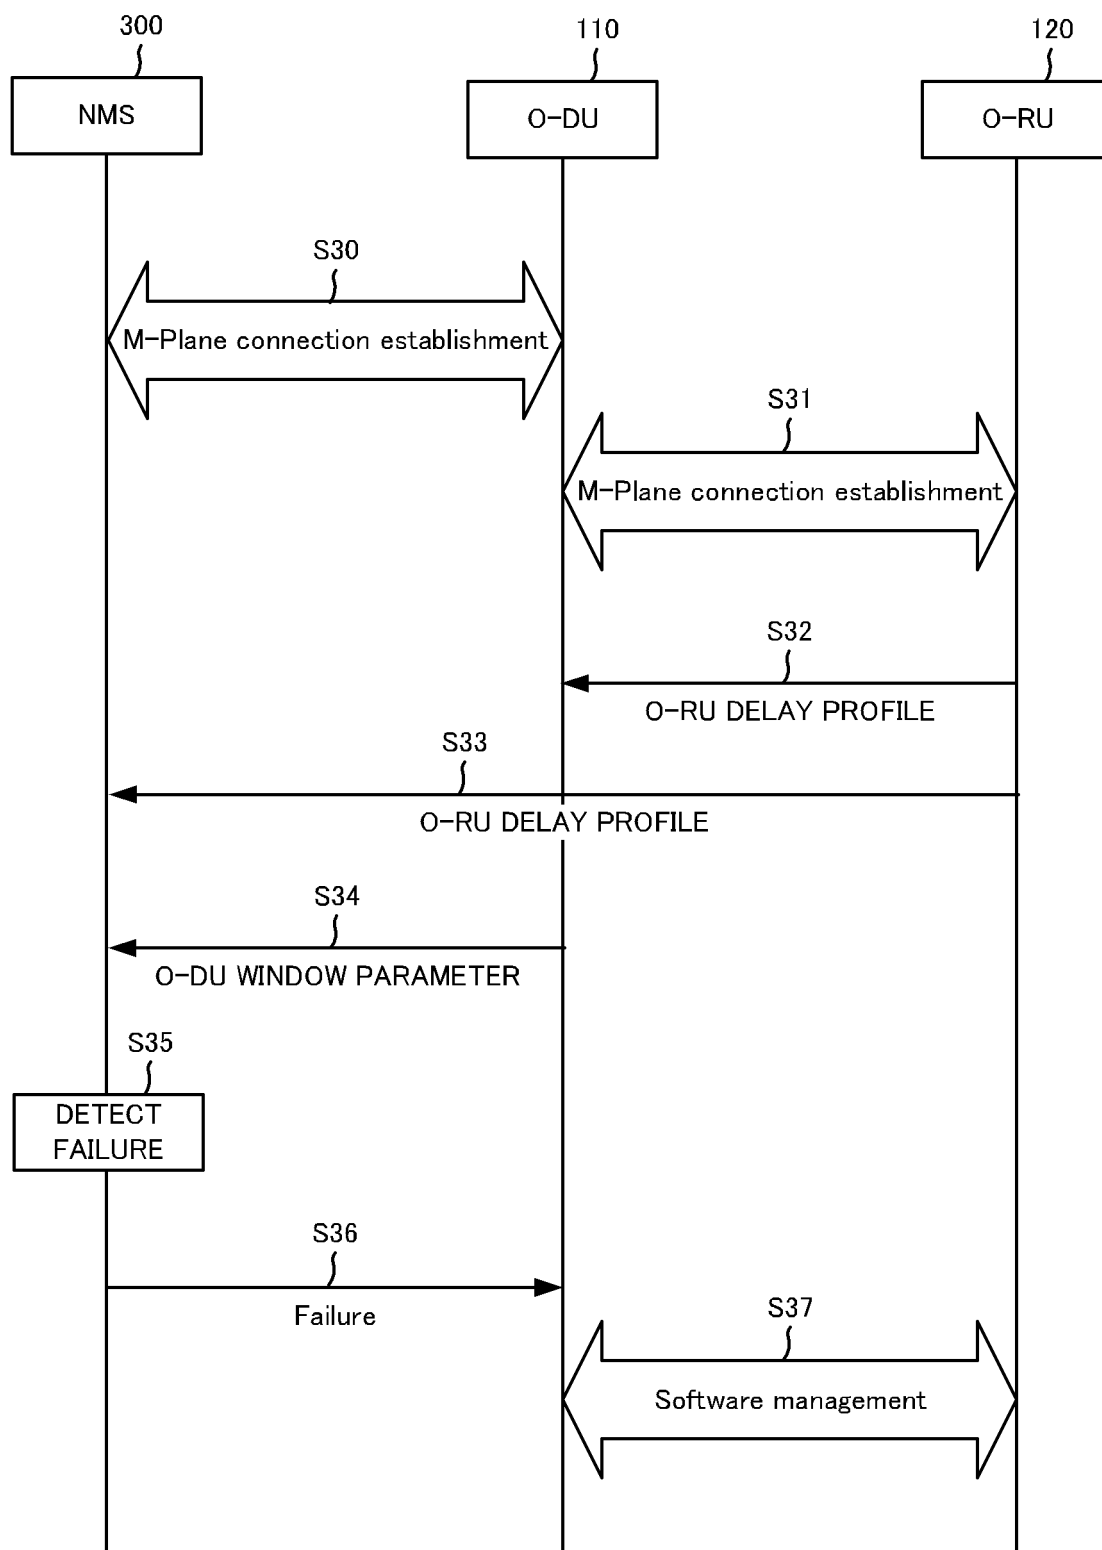 300
110
120
NMS
O-DU
O-RU
S30
M-Plane connection establishment
S31
M-Plane connection establishment
S32
O-RU DELAY PROFILE
S33
O-RU DELAY PROFILE
S34
O-DU WINDOW PARAMETER
S35
DETECT
FAILURE
S36
Failure
S37
Software management